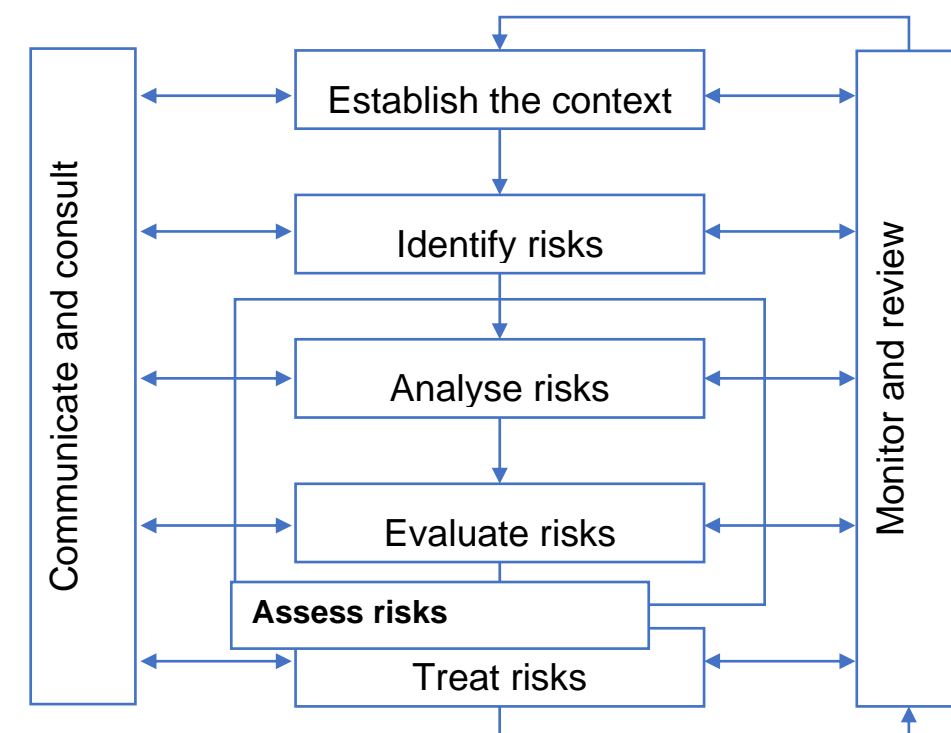 Establish the context
Communicate and consult
Identify risks
Monitor and review
Analyse risks
Evaluate risks
Assess risks
Treat risks